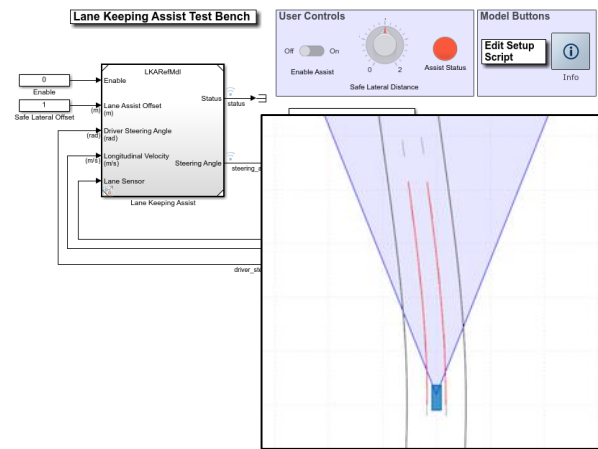 Lane Keeping Assist Test Bench
User Controls
Model Buttons
Off
On
Enable Assist
0
2
Safe Lateral Distance
Assist Status
Edit Setup
Script
Info
0
Enable
1
Safe Lateral Offset
(m)
(rad)
(m/s)
LKARefMdl
Enable
Lane Assist Offset
(m)
Driver Steering Angle
(rad)
Longitudinal Velocity
(m/s)
Lane Sensor
Status
Steering Angle
Lane Keeping Assist
status